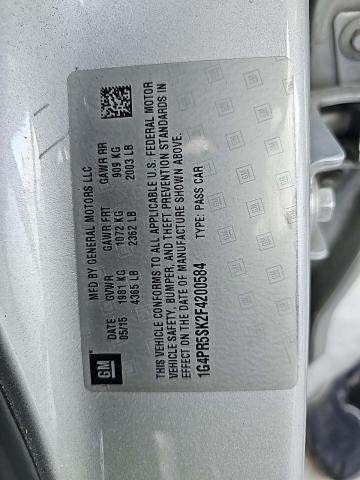 GM
MFD BY GENERAL MOTORS LLC
DATE GVWR GAWR FRT GAWR RR
05/15 1981 KG 1072 KG 909 KG
4365 LB 2362 LB 2003 LB
THIS VEHICLE CONFORMS TO ALL APPLICABLE U.S. FEDERAL MOTOR
VEHICLE SAFETY, BUMPER, AND THEFT PREVENTION STANDARDS IN
EFFECT ON THE DATE OF MANUFACTURE SHOWN ABOVE.
1G4PR5SK2F4200584 TYPE: PASS CAR